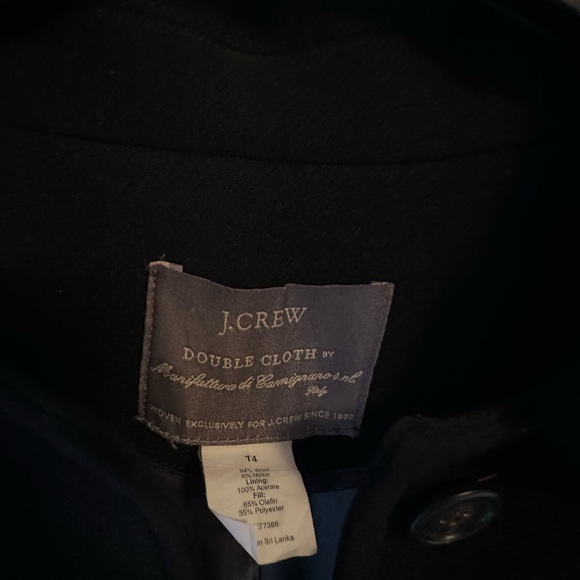 J.CREW
DOUBLE CLOTH BY
Manifattura di Carmignano s.r.l.
Italy
WOVEN EXCLUSIVELY FOR J.CREW SINCE 1999
T4
94% Wool
6% Nylon
Lining:
100% Acetate
Fill:
65% Olefin
35% Polyester
77388
in Sri Lanka